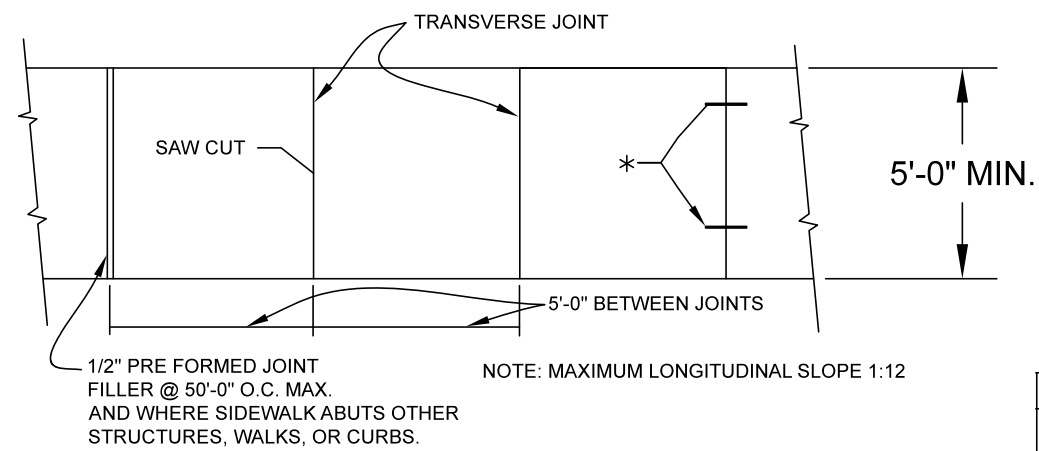 TRANSVERSE JOINT
SAW CUT
*
5'-0" MIN.
5'-0" BETWEEN JOINTS
1/2" PRE FORMED JOINT
FILLER @ 50'-0" O.C. MAX.
AND WHERE SIDEWALK ABUTS OTHER
STRUCTURES, WALKS, OR CURBS.
NOTE: MAXIMUM LONGITUDINAL SLOPE 1:12